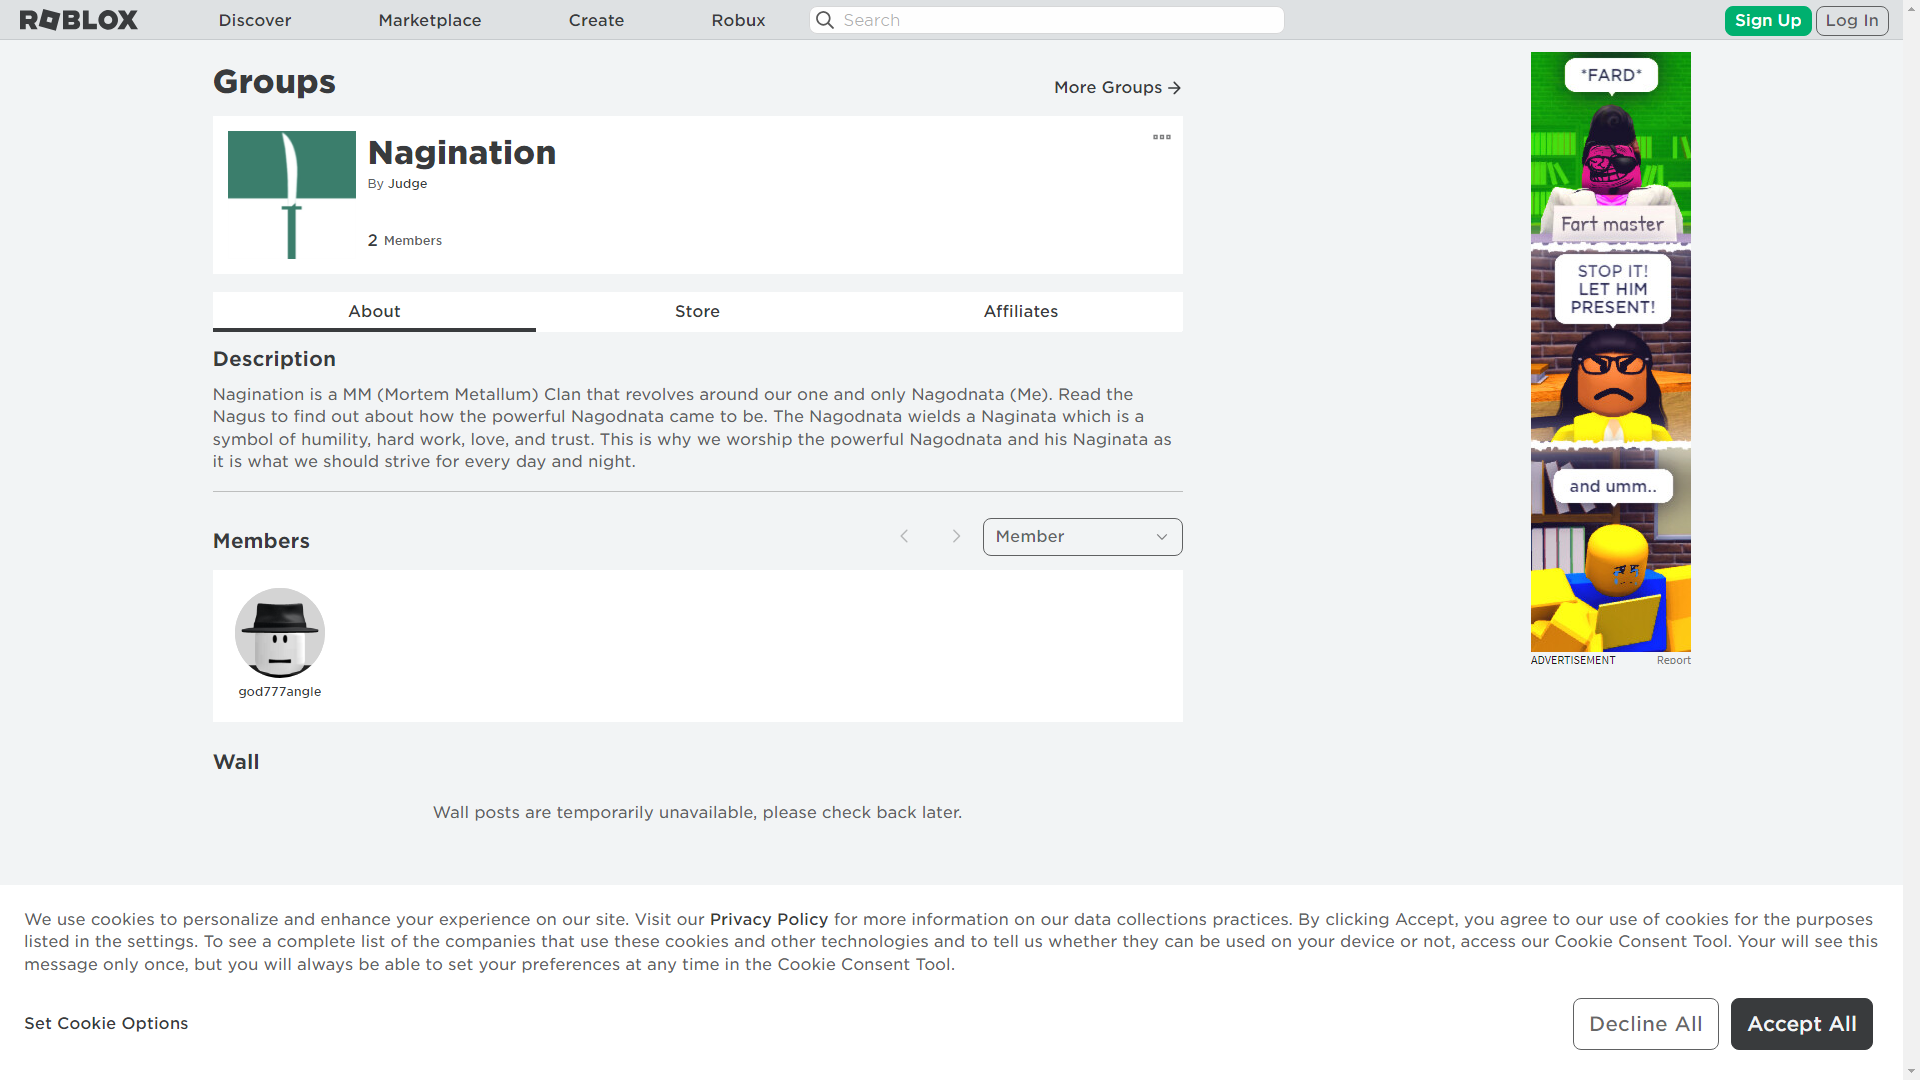 ROBLOX
Discover
Marketplace
Create
Robux
Search
Sign Up
Log In
Groups
More Groups
Nagination
By Judge
2 Members
About
Store
Affiliates
Description
Nagination is a MM (Mortem Metallum) Clan that revolves around our one and only Nagodnata (Me). Read the
Nagus to find out about how the powerful Nagodnata came to be. The Nagodnata wields a Naginata which is a
symbol of humility, hard work, love, and trust. This is why we worship the powerful Nagodnata and his Naginata as
it is what we should strive for every day and night.
Members
Member
god777angle
Wall
Wall posts are temporarily unavailable, please check back later.
*FARD*
Fart master
STOP IT!
LET HIM
PRESENT!
and umm..
ADVERTISEMENT
Report
We use cookies to personalize and enhance your experience on our site. Visit our Privacy Policy for more information on our data collections practices. By clicking Accept, you agree to our use of cookies for the purposes
listed in the settings. To see a complete list of the companies that use these cookies and other technologies and to tell us whether they can be used on your device or not, access our Cookie Consent Tool. Your will see this
message only once, but you will always be able to set your preferences at any time in the Cookie Consent Tool.
Set Cookie Options
Decline All
Accept All